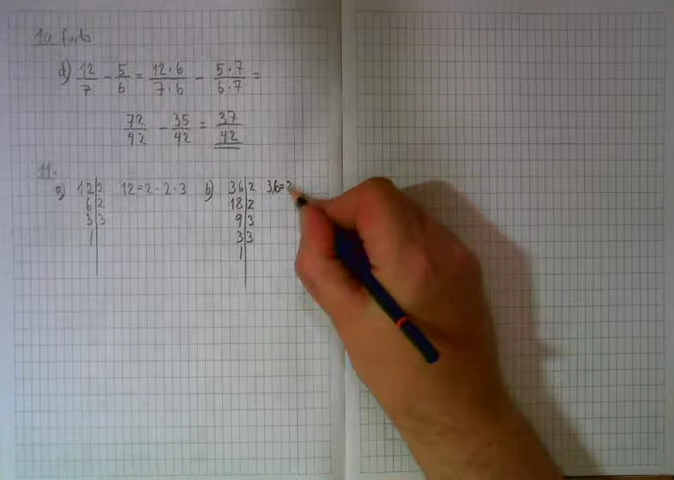 10 forts
d) 12/7 - 5/6 = 12·6/7·6 - 5·7/6·7 =
72/42 - 35/42 = 37/42
11.
a) 12|2 12=2·2·3 b) 36|2 36=2
6|2 18|2
3|3 9|3
1| 3|3
1|